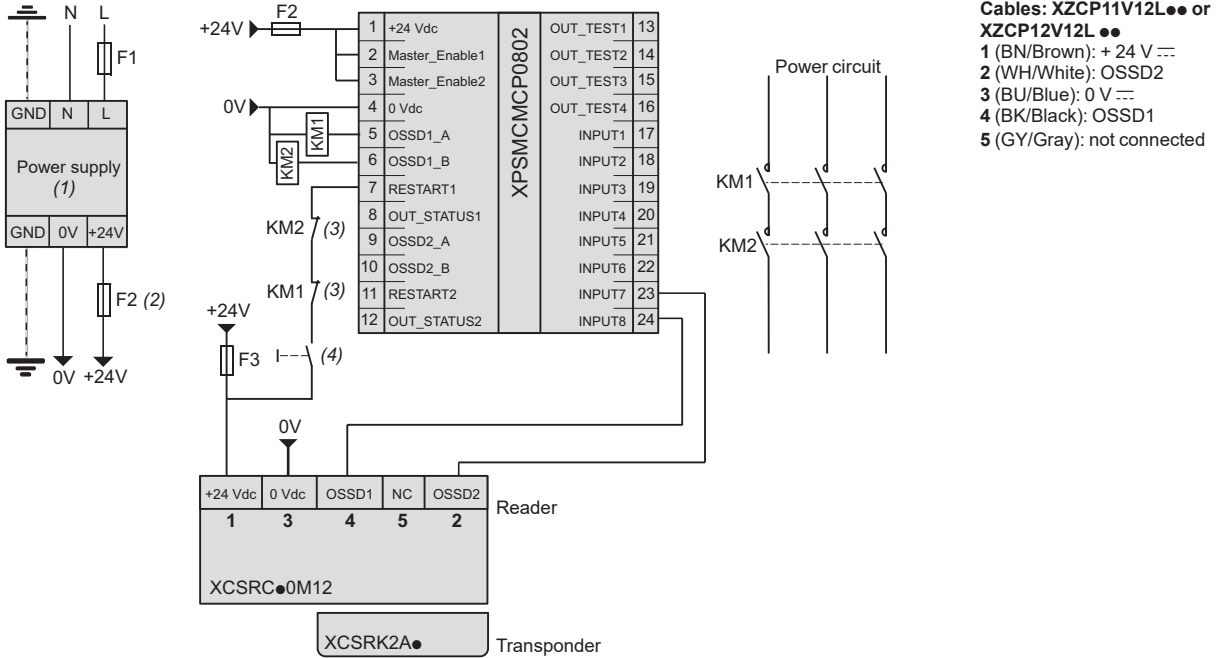 N L
F1
GND N L
Power supply
(1)
GND 0V +24V
F2 (2)
0V +24V
F2
+24V
0V
KM1
KM2
1 +24 Vdc
2 Master_Enable1
3 Master_Enable2
4 0 Vdc
5 OSSD1_A
6 OSSD1_B
7 RESTART1
8 OUT_STATUS1
9 OSSD2_A
10 OSSD2_B
11 RESTART2
12 OUT_STATUS2
XPSMCMCP0802
OUT_TEST1 13
OUT_TEST2 14
OUT_TEST3 15
OUT_TEST4 16
INPUT1 17
INPUT2 18
INPUT3 19
INPUT4 20
INPUT5 21
INPUT6 22
INPUT7 23
INPUT8 24
KM2 (3)
KM1 (3)
+24V
F3
(4)
0V
+24 Vdc 0 Vdc OSSD1 NC OSSD2
1 3 4 5 2
Reader
XCSRC●0M12
XCSRK2A●
Transponder
Power circuit
KM1
KM2
Cables: XZCP11V12L●● or
XZCP12V12L ●●
1 (BN/Brown): + 24 V ⎓
2 (WH/White): OSSD2
3 (BU/Blue): 0 V ⎓
4 (BK/Black): OSSD1
5 (GY/Gray): not connected